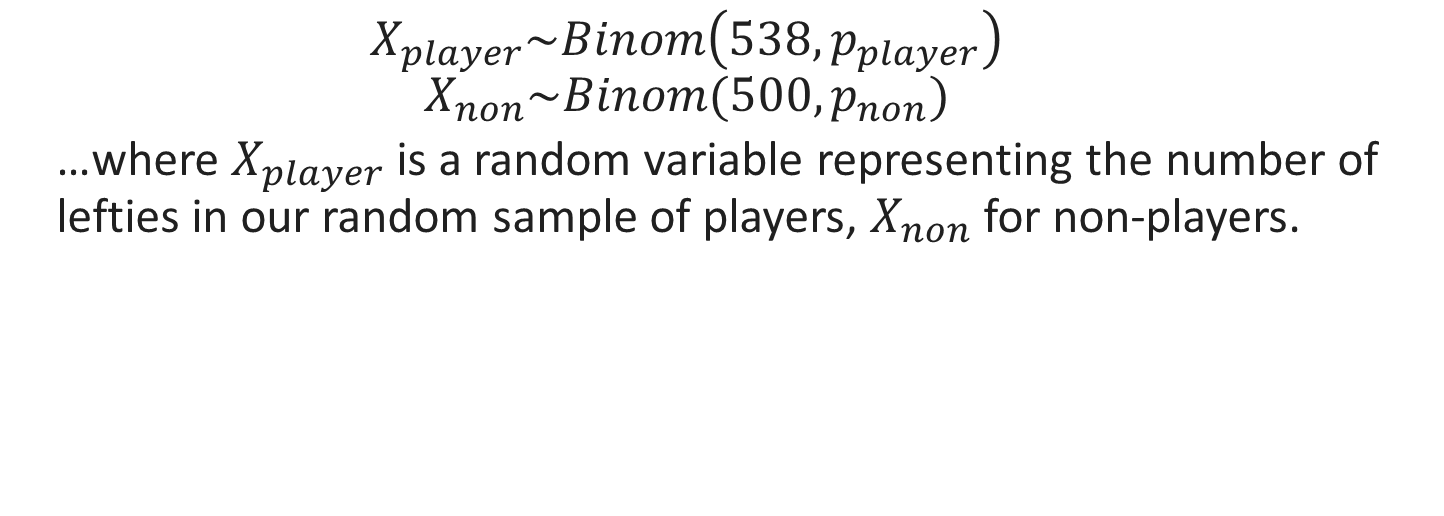 X_player~Binom(538, p_player)
X_non~Binom(500, p_non)
…where X_player is a random variable representing the number of
lefties in our random sample of players, X_non for non-players.